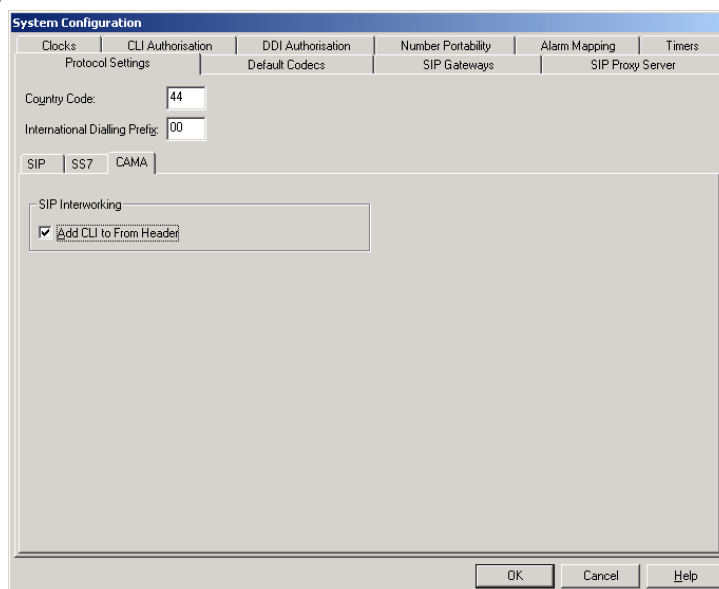 System Configuration
Clocks CLI Authorisation DDI Authorisation Number Portability Alarm Mapping Timers
Protocol Settings Default Codecs SIP Gateways SIP Proxy Server
Country Code: 44
International Dialling Prefix: 00
SIP SS7 CAMA
SIP Interworking
Add CLI to From Header
OK Cancel Help